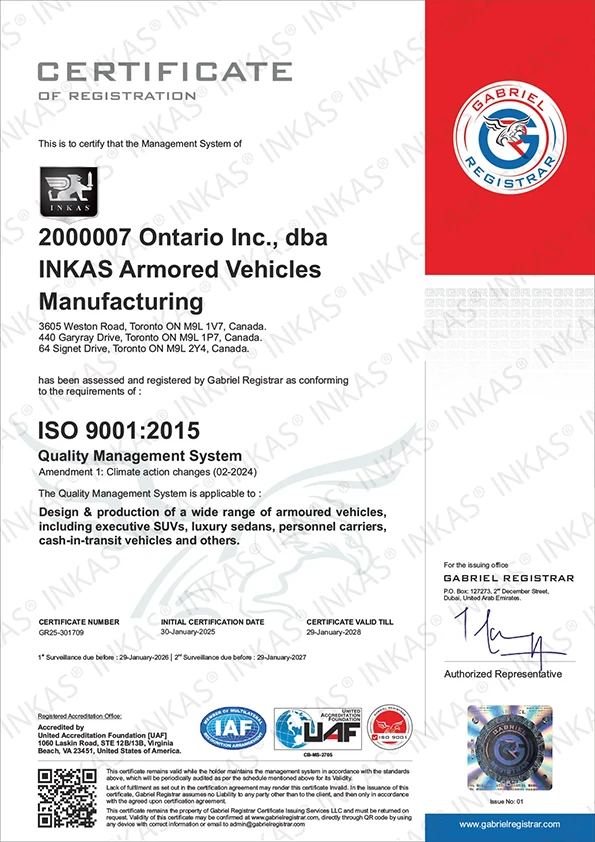 CERTIFICATE
OF REGISTRATION
This is to certify that the Management System of
INKAS
2000007 Ontario Inc., dba
INKAS Armored Vehicles
Manufacturing
3605 Weston Road, Toronto ON M9L 1V7, Canada.
440 Garyray Drive, Toronto ON M9L 1P7, Canada.
64 Signet Drive, Toronto ON M9L 2Y4, Canada.
has been assessed and registered by Gabriel Registrar as conforming
to the requirements of :
ISO 9001:2015
Quality Management System
Amendment 1: Climate action changes (02-2024)
The Quality Management System is applicable to :
Design & production of a wide range of armoured vehicles,
including executive SUVs, luxury sedans, personnel carriers,
cash-in-transit vehicles and others.
CERTIFICATE NUMBER
GR25-301709
INITIAL CERTIFICATION DATE
30-January-2025
CERTIFICATE VALID TILL
29-January-2028
1st Surveillance due before : 29-January-2026 | 2nd Surveillance due before : 29-January-2027
Registered Accreditation Office:
Accredited by
United Accreditation Foundation [UAF]
1060 Laskin Road, STE 12B/13B, Virginia
Beach, VA 23451, United States of America.
MEMBER OF MULTILATERAL
IAF
RECOGNITION ARRANGEMENT
UNITED
ACCREDITATION
FOUNDATION
UAF
CB-MS-2705
ISO 9001
This certificate remains valid while the holder maintains the management system in accordance with the standards
above, which will be periodically audited as per the schedule mentioned above for its Validity.
Lack of fulfilment as set out in the certification agreement may render this certificate Invalid. In the issuance of this
certificate, Gabriel Registrar assumes no Liability to any Party other than to the client, and then only in accordance
with the agreed upon certification agreement.
This certificate remains the property of Gabriel Registrar Certificate Issuing Services LLC and must be returned on
request. Validity of this certificate may be confirmed at www.gabrielregistrar.com, directly through QR code by using
any device with correct information or email to admin@gabrielregistrar.com
GABRIEL
REGISTRAR
For the issuing office
GABRIEL REGISTRAR
P.O. Box: 127273, 2nd December Street,
Dubai, United Arab Emirates.
Authorized Representative
GABRIEL
REGISTRAR
Issue No: 01
www.gabrielregistrar.com
INKAS®